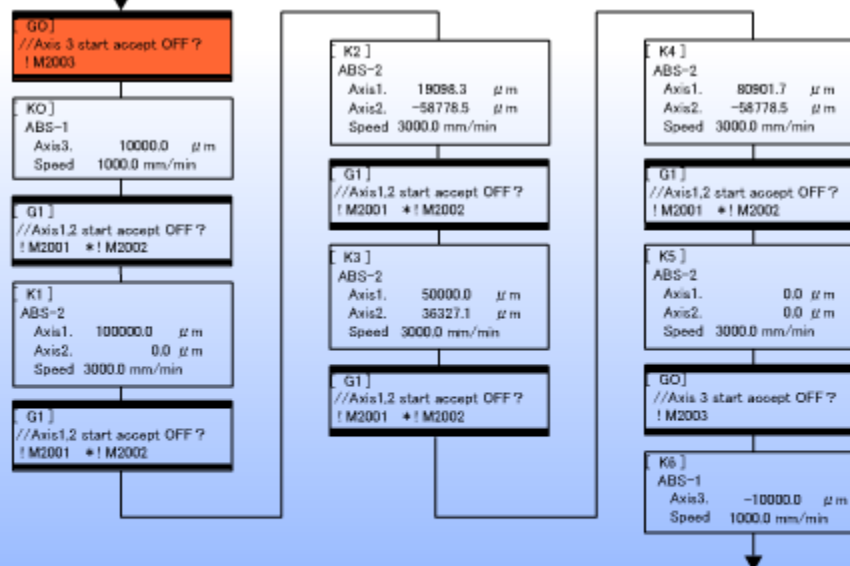 [ G0]
//Axis 3 start accept OFF?
! M2003
[ K0]
ABS-1
Axis3. 10000.0 μm
Speed 1000.0 mm/min
[ G1]
//Axis1,2 start accept OFF?
! M2001 *! M2002
[ K1]
ABS-2
Axis1. 100000.0 μm
Axis2. 0.0 μm
Speed 3000.0 mm/min
[ G1]
//Axis1,2 start accept OFF?
! M2001 *! M2002
[ K2]
ABS-2
Axis1. 19098.3 μm
Axis2. -58778.5 μm
Speed 3000.0 mm/min
[ G1]
//Axis1,2 start accept OFF?
! M2001 *! M2002
[ K3]
ABS-2
Axis1. 50000.0 μm
Axis2. 36327.1 μm
Speed 3000.0 mm/min
[ G1]
//Axis1,2 start accept OFF?
! M2001 *! M2002
[ K4]
ABS-2
Axis1. 80901.7 μm
Axis2. -58778.5 μm
Speed 3000.0 mm/min
[ G1]
//Axis1,2 start accept OFF?
! M2001 *! M2002
[ K5]
ABS-2
Axis1. 0.0 μm
Axis2. 0.0 μm
Speed 3000.0 mm/min
[ G0]
//Axis 3 start accept OFF?
! M2003
[ K6]
ABS-1
Axis3. -10000.0 μm
Speed 1000.0 mm/min